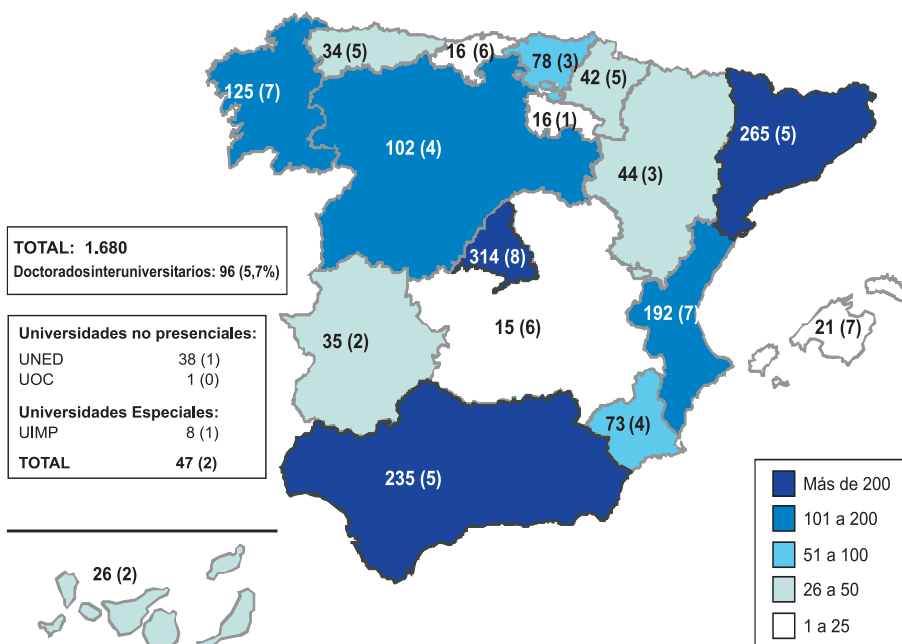 34 (5)
16 (6)
78 (3)
42 (5)
125 (7)
16 (1)
265 (5)
102 (4)
44 (3)
TOTAL: 1.680
Doctoradosinteruniversitarios: 96 (5,7%)
314 (8)
192 (7)
21 (7)
15 (6)
35 (2)
Universidades no presenciales:
UNED 38 (1)
UOC 1 (0)
Universidades Especiales:
UIMP 8 (1)
TOTAL 47 (2)
73 (4)
235 (5)
26 (2)
Más de 200
101 a 200
51 a 100
26 a 50
1 a 25